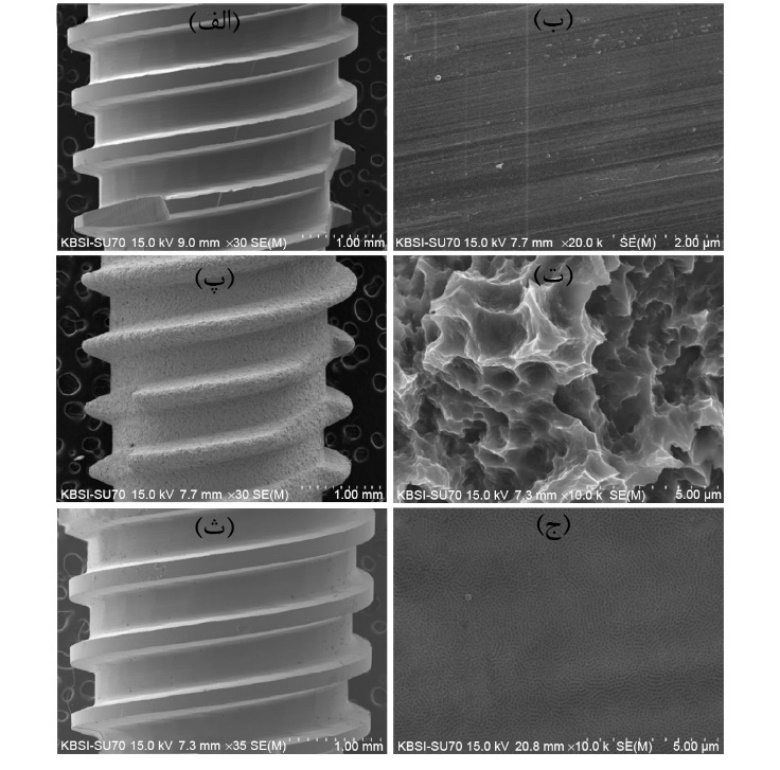 (الف)
(ب)
KBSI-SU70 15.0 kV 9.0 mm ×30 SE(M) 1.00 mm
KBSI-SU70 15.0 kV 7.7 mm ×20.0 k SE(M) 2.00 µm
(پ)
(ت)
KBSI-SU70 15.0 kV 7.7 mm ×30 SE(M) 1.00 mm
KBSI-SU70 15.0 kV 7.3 mm ×10.0 k SE(M) 5.00 µm
(ث)
(ج)
KBSI-SU70 15.0 kV 7.3 mm ×35 SE(M) 1.00 mm
KBSI-SU70 15.0 kV 20.8 mm ×10.0 k SE(M) 5.00 µm